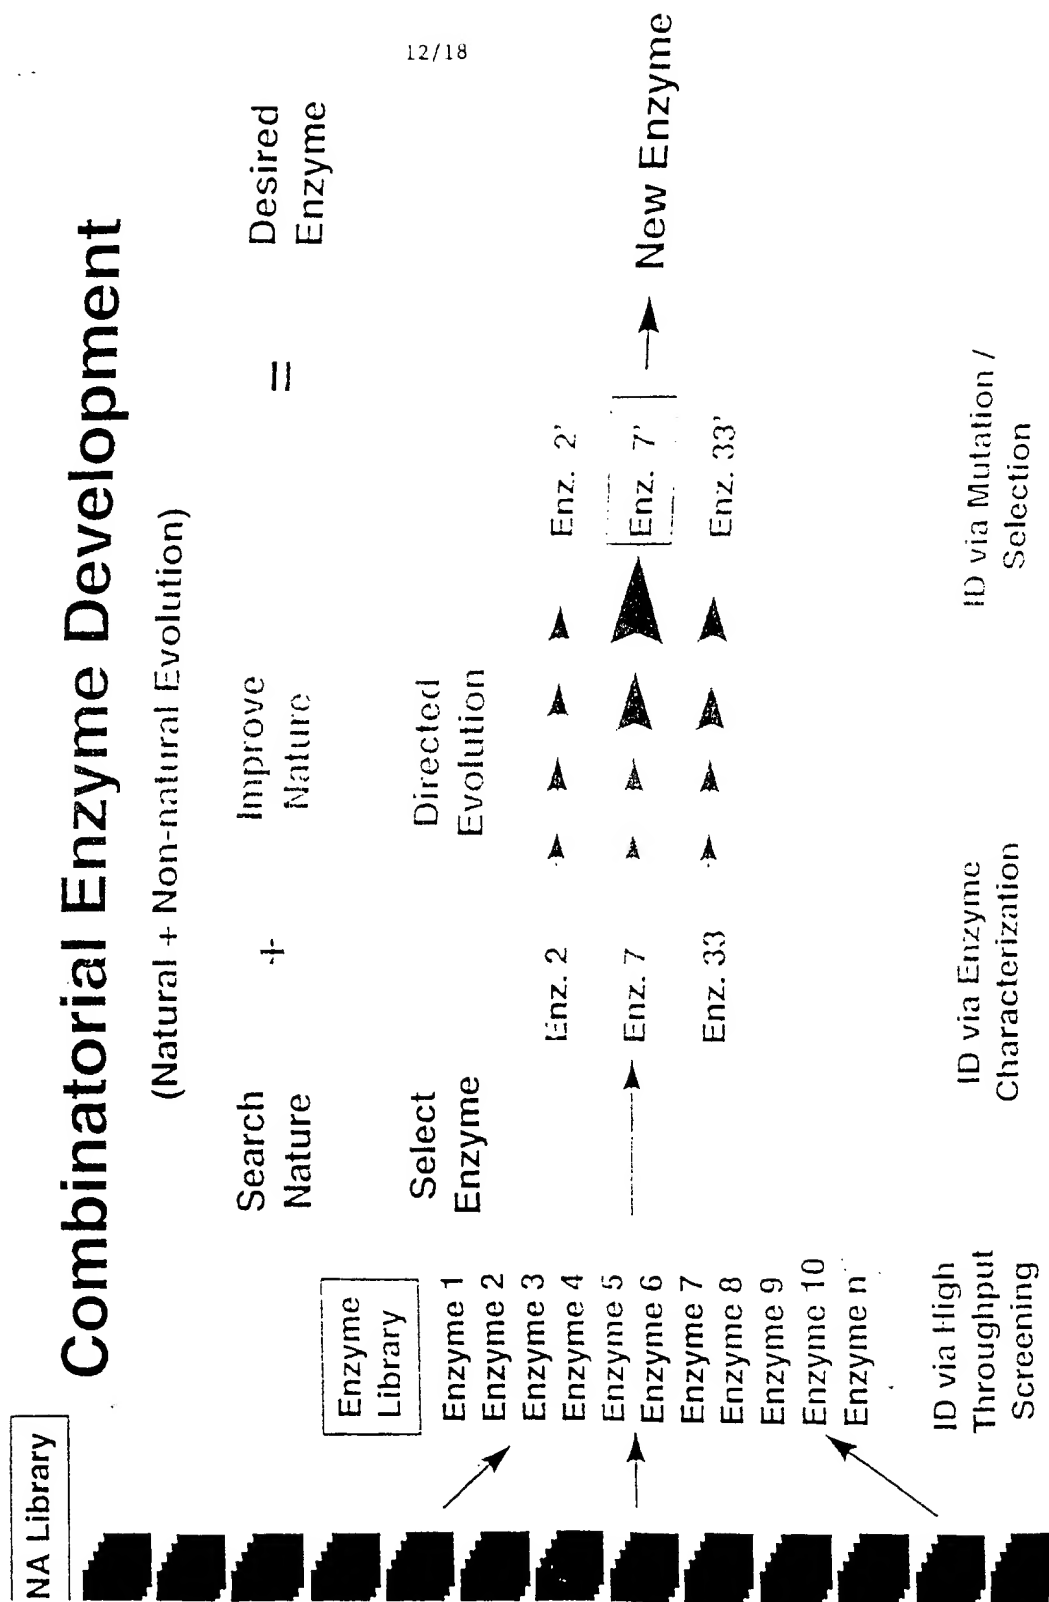 12/18
NA Library
Combinatorial Enzyme Development
(Natural + Non-natural Evolution)
Search
Nature
+
Improve
Nature
=
Desired
Enzyme
Enzyme
Library
Select
Enzyme
Directed
Evolution
Enzyme 1
Enzyme 2
Enzyme 3
Enzyme 4
Enzyme 5
Enzyme 6
Enzyme 7
Enzyme 8
Enzyme 9
Enzyme 10
Enzyme n
Enz. 2
Enz. 7
Enz. 33
Enz. 2'
Enz. 7'
Enz. 33'
New Enzyme
ID via High
Throughput
Screening
ID via Enzyme
Characterization
ID via Mutation /
Selection